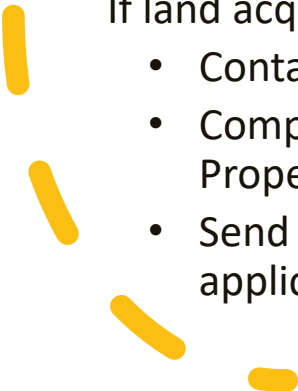 If land acq
• Conta
• Comp
Prope
• Send
applic